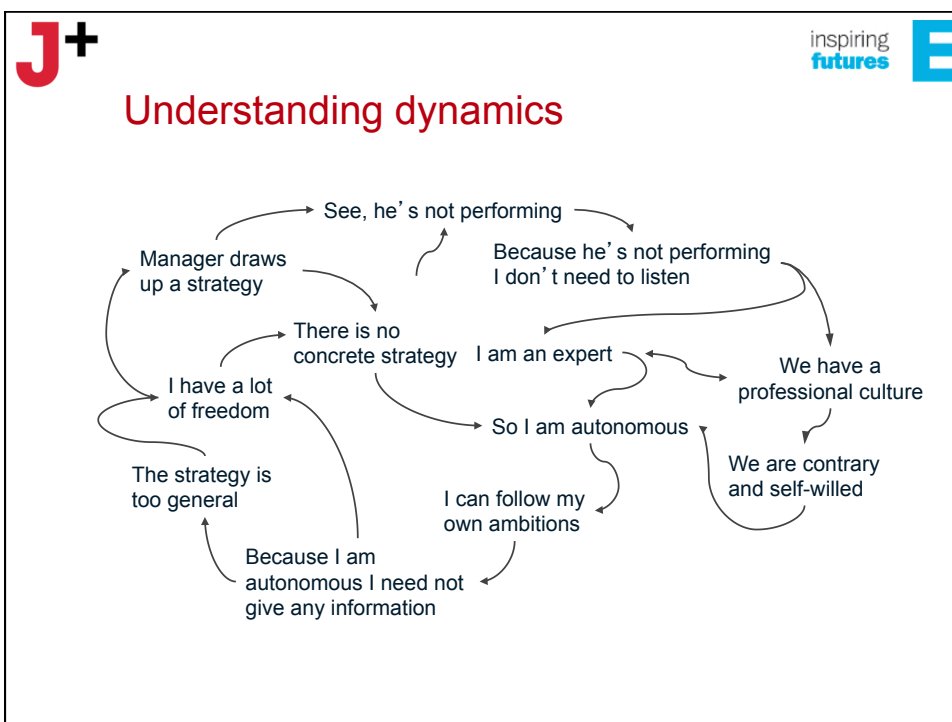 J+
inspiring
futures
E
Understanding dynamics
See, he's not performing
Because he's not performing
I don't need to listen
Manager draws
up a strategy
There is no
concrete strategy
I am an expert
We have a
professional culture
I have a lot
of freedom
So I am autonomous
We are contrary
and self-willed
The strategy is
too general
I can follow my
own ambitions
Because I am
autonomous I need not
give any information